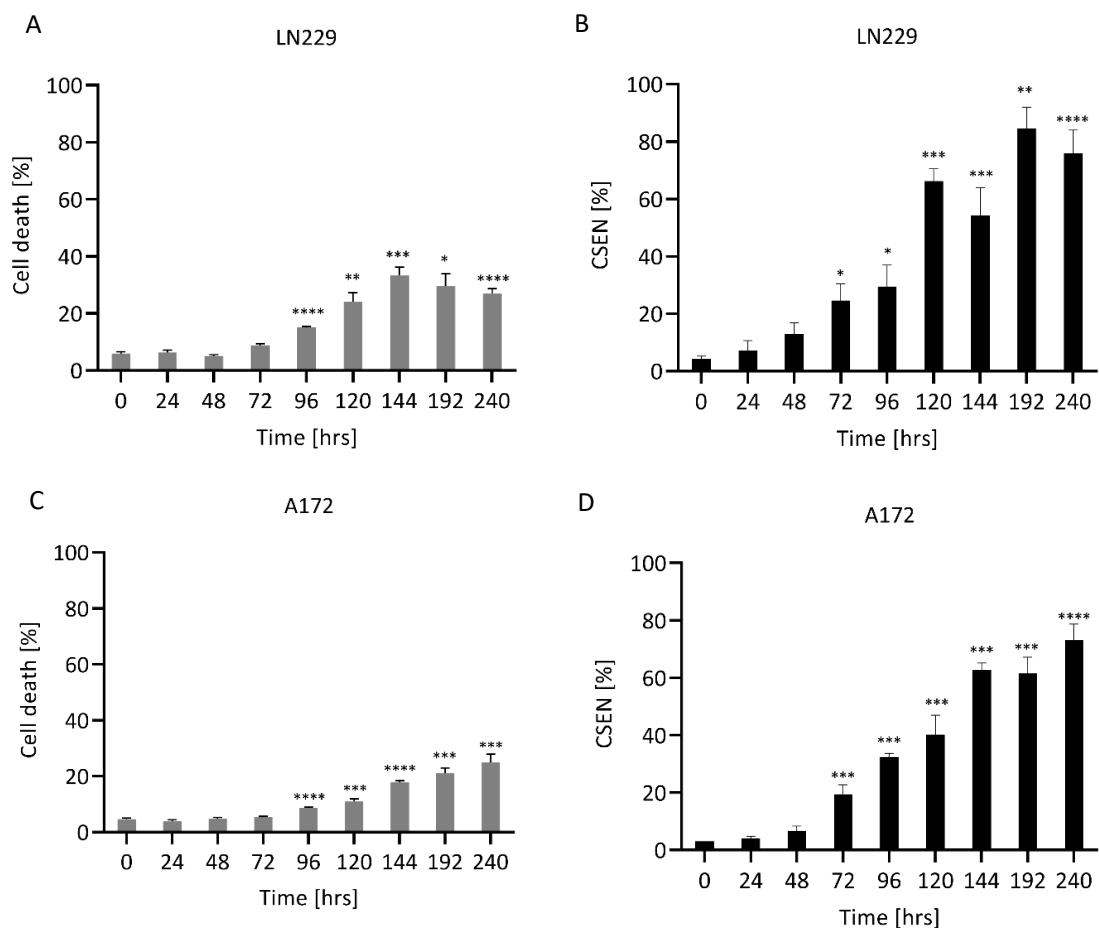 A
LN229
Cell death [%]
100
80
60
40
20
0
**** ** *** * ****
0 24 48 72 96 120 144 192 240
Time [hrs]
B
LN229
CSEN [%]
100
80
60
40
20
0
* * *** *** ** ****
0 24 48 72 96 120 144 192 240
Time [hrs]
C
A172
Cell death [%]
100
80
60
40
20
0
**** *** **** *** ***
0 24 48 72 96 120 144 192 240
Time [hrs]
D
A172
CSEN [%]
100
80
60
40
20
0
*** *** *** *** *** ****
0 24 48 72 96 120 144 192 240
Time [hrs]